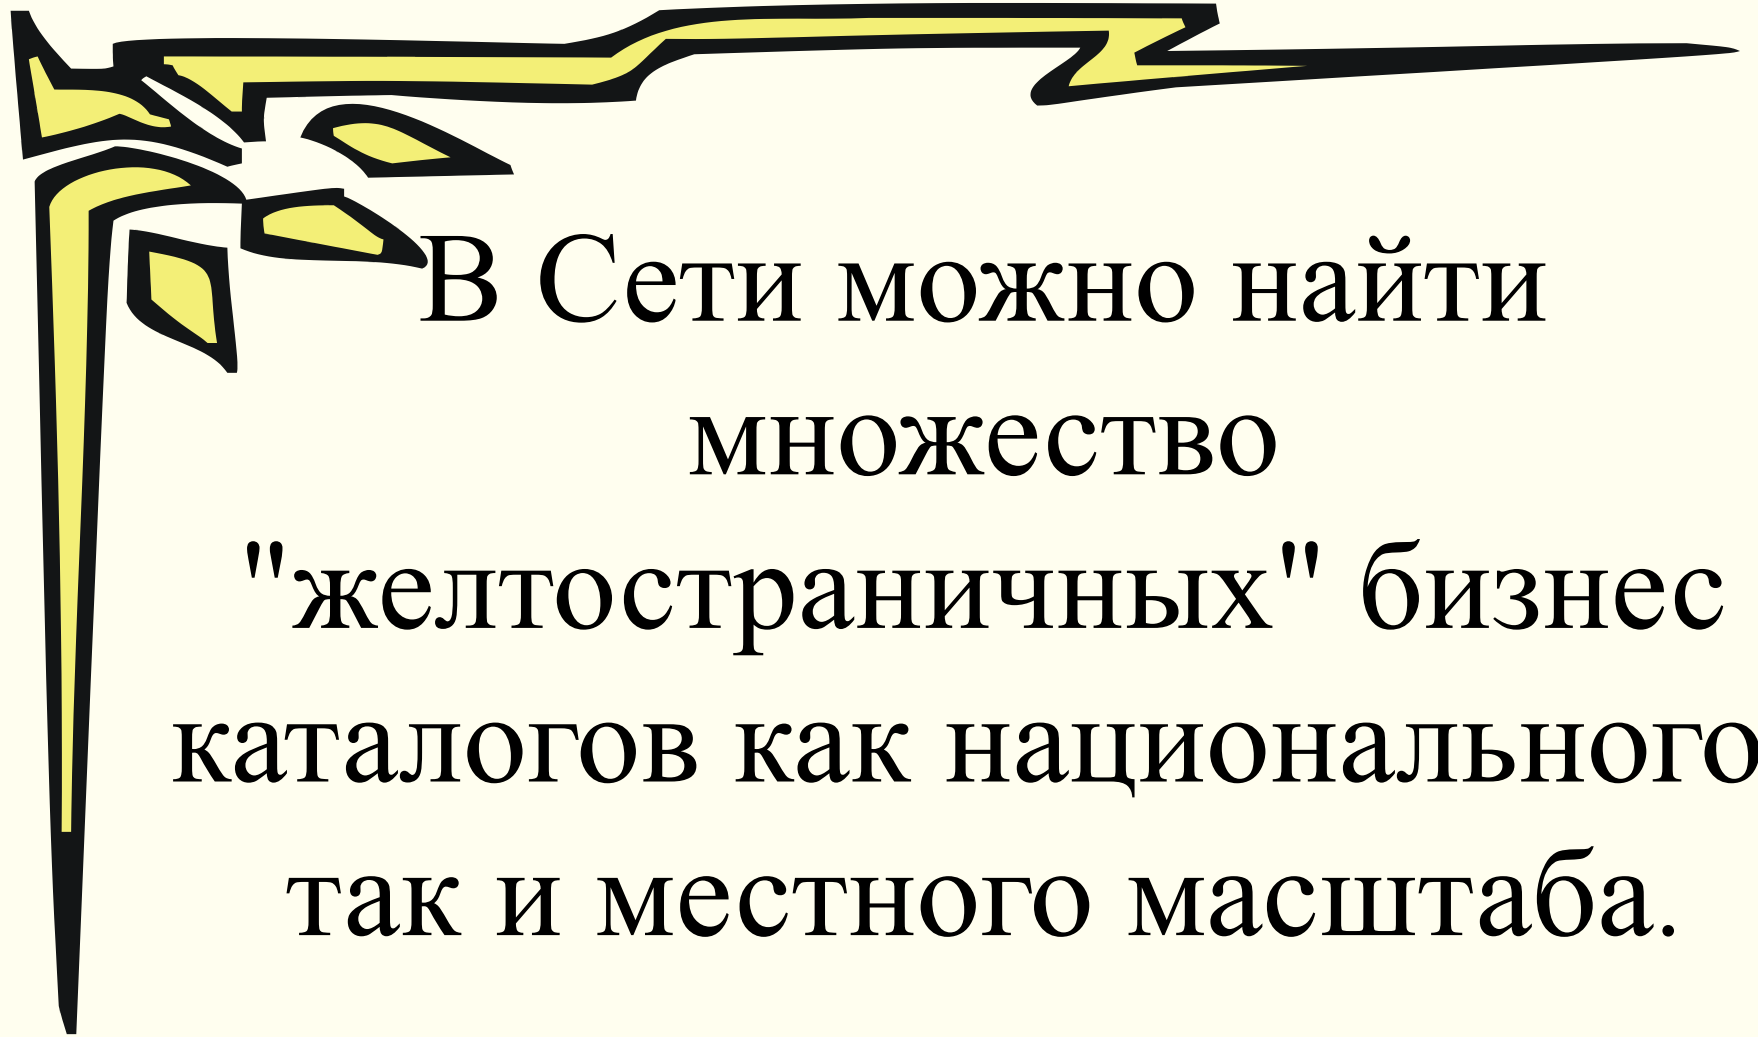 В Сети можно найти
множество
"желтостраничных" бизнес
каталогов как национального
так и местного масштаба.